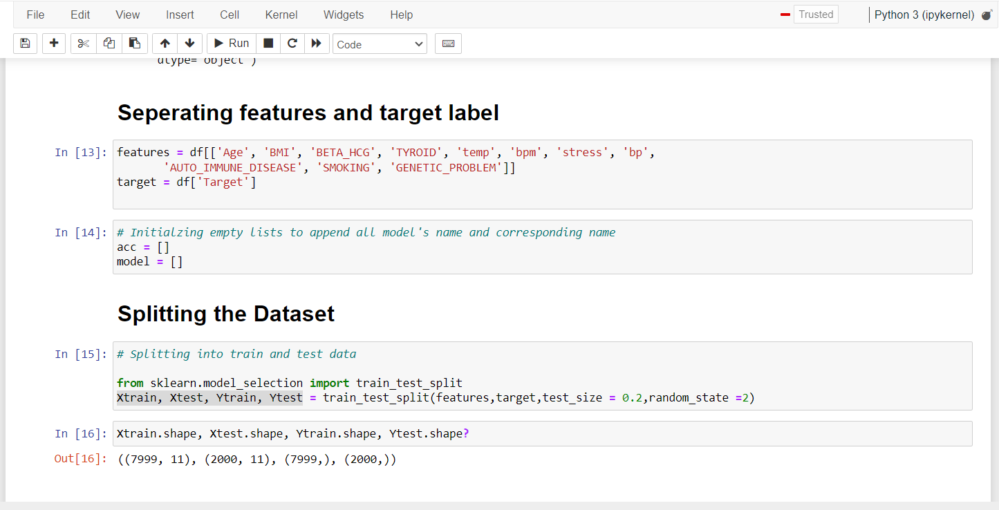 File Edit View Insert Cell Kernel Widgets Help Trusted Python 3 (ipykernel)
Run Code
dtype='object')
Seperating features and target label
In [13]: features = df[['Age', 'BMI', 'BETA_HCG', 'TYROID', 'temp', 'bpm', 'stress', 'bp',
'AUTO_IMMUNE_DISEASE', 'SMOKING', 'GENETIC_PROBLEM']]
target = df['Target']
In [14]: # Initialzing empty lists to append all model's name and corresponding name
acc = []
model = []
Splitting the Dataset
In [15]: # Splitting into train and test data
from sklearn.model_selection import train_test_split
Xtrain, Xtest, Ytrain, Ytest = train_test_split(features,target,test_size = 0.2,random_state =2)
In [16]: Xtrain.shape, Xtest.shape, Ytrain.shape, Ytest.shape?
Out[16]: ((7999, 11), (2000, 11), (7999,), (2000,))